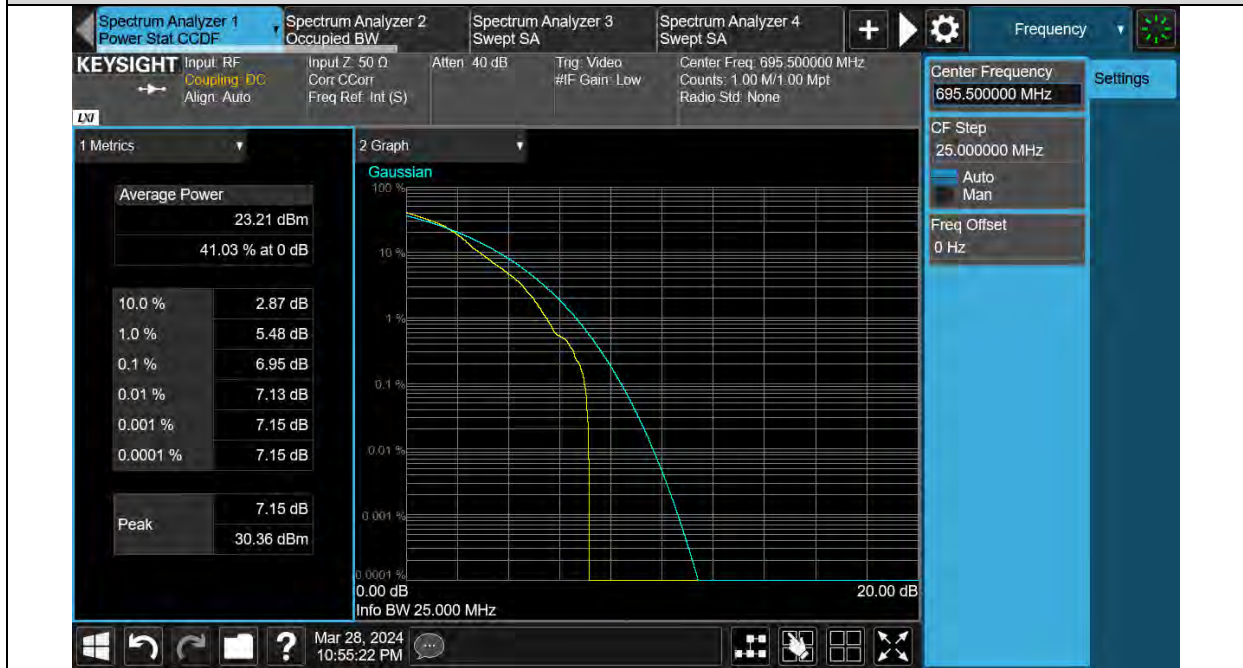 Spectrum Analyzer 1
Power Stat CCDF
Spectrum Analyzer 2
Occupied BW
Spectrum Analyzer 3
Swept SA
Spectrum Analyzer 4
Swept SA
+
Frequency
KEYSIGHT
Input: RF
Coupling: DC
Align: Auto
Input Z: 50 Ω
Corr CCorr
Freq Ref: Int (S)
Atten: 40 dB
Trig: Video
#IF Gain: Low
Center Freq: 695.500000 MHz
Counts: 1.00 M/1.00 Mpt
Radio Std: None
LXI
Center Frequency
695.500000 MHz
Settings
CF Step
25.000000 MHz
Auto
Man
Freq Offset
0 Hz
1 Metrics
Average Power
23.21 dBm
41.03 % at 0 dB
10.0 % 2.87 dB
1.0 % 5.48 dB
0.1 % 6.95 dB
0.01 % 7.13 dB
0.001 % 7.15 dB
0.0001 % 7.15 dB
Peak
7.15 dB
30.36 dBm
2 Graph
Gaussian
100 %
10 %
1 %
0.1 %
0.01 %
0.001 %
0.0001 %
0.00 dB
20.00 dB
Info BW 25.000 MHz
?
Mar 28, 2024
10:55:22 PM